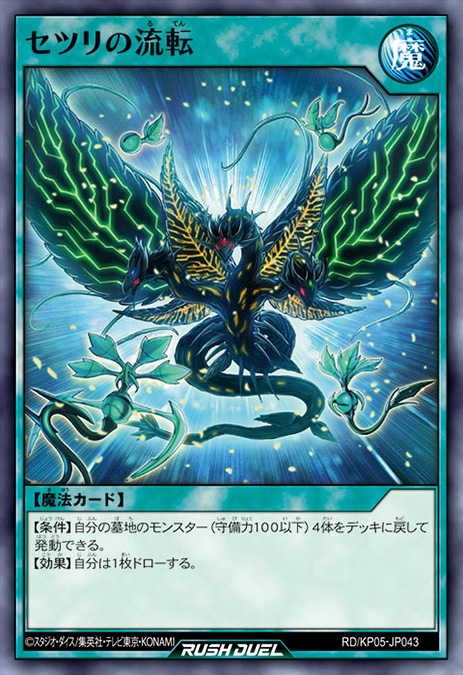 セツリの流転
魔
【魔法カード】
【条件】自分の墓地のモンスター（守備力100以下）4体をデッキに戻して
発動できる。
【効果】自分は1枚ドローする。
©スタジオ・ダイス/集英社・テレビ東京・KONAMI
RUSH DUEL
RD/KP05-JP043